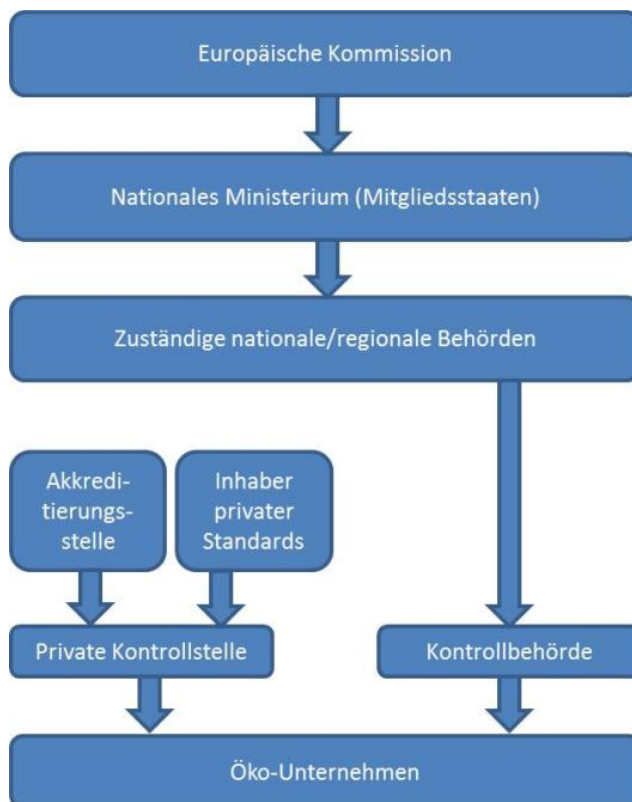 Europäische Kommission
Nationales Ministerium (Mitgliedsstaaten)
Zuständige nationale/regionale Behörden
Akkredi-
tierungs-
stelle
Inhaber
privater
Standards
Private Kontrollstelle
Kontrollbehörde
Öko-Unternehmen